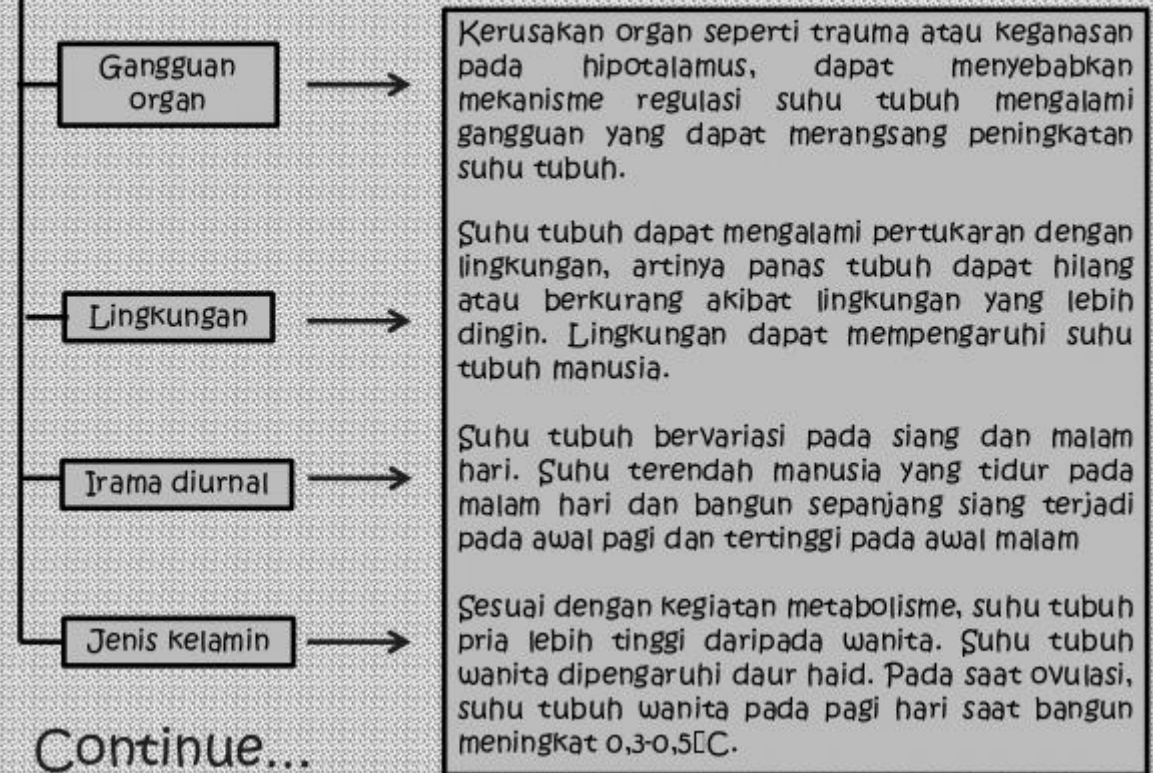 Gangguan
organ
Kerusakan organ seperti trauma atau keganasan
pada hipotalamus, dapat menyebabkan
mekanisme regulasi suhu tubuh mengalami
gangguan yang dapat merangsang peningkatan
suhu tubuh.
Lingkungan
Suhu tubuh dapat mengalami pertukaran dengan
lingkungan, artinya panas tubuh dapat hilang
atau berkurang akibat lingkungan yang lebih
dingin. Lingkungan dapat mempengaruhi suhu
tubuh manusia.
Irama diurnal
Suhu tubuh bervariasi pada siang dan malam
hari. Suhu terendah manusia yang tidur pada
malam hari dan bangun sepanjang siang terjadi
pada awal pagi dan tertinggi pada awal malam
Jenis kelamin
Sesuai dengan kegiatan metabolisme, suhu tubuh
pria lebih tinggi daripada wanita. Suhu tubuh
wanita dipengaruhi daur haid. Pada saat ovulasi,
suhu tubuh wanita pada pagi hari saat bangun
meningkat 0,3-0,5C.
Continue...